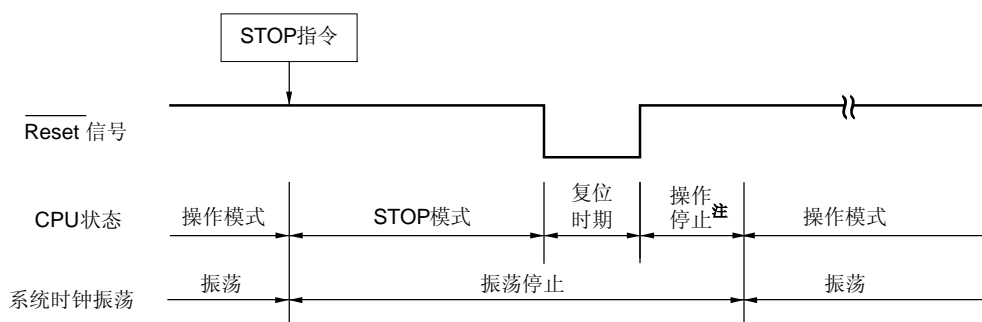 STOP指令
Reset 信号
复位
时期
操作
停止注
CPU状态
操作模式
STOP模式
操作模式
系统时钟振荡
振荡
振荡停止
振荡